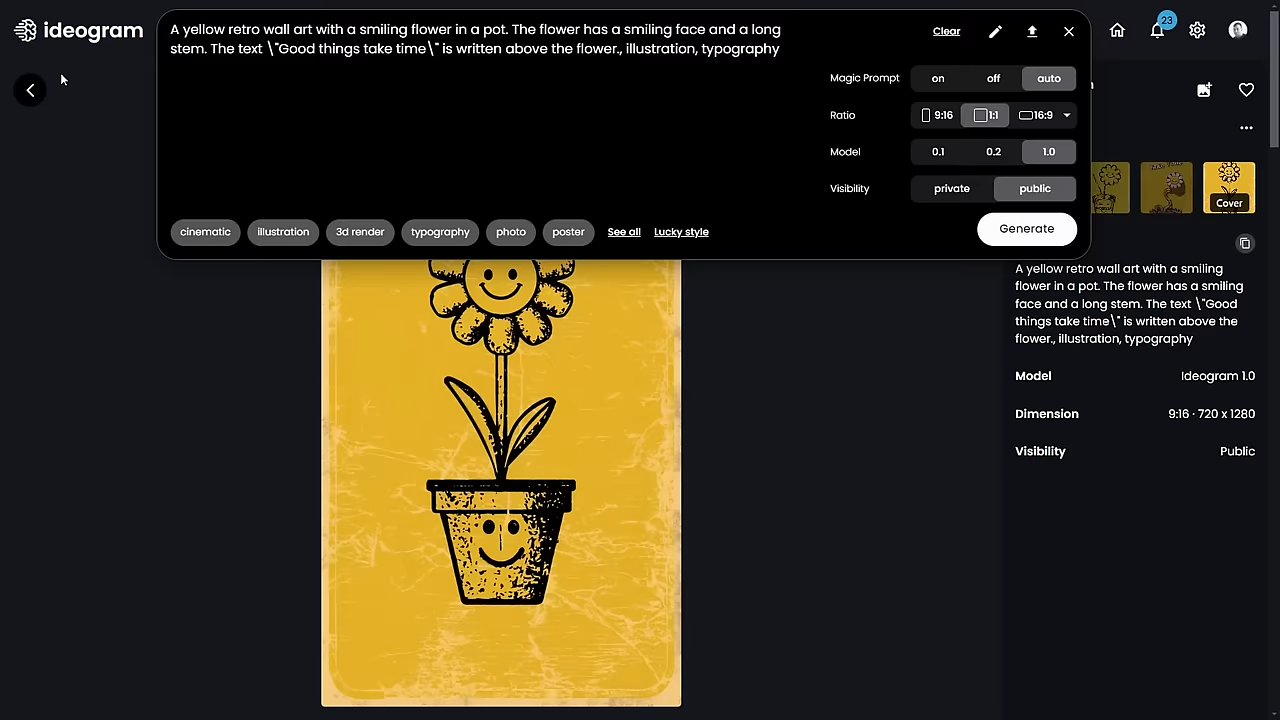 ideogram
A yellow retro wall art with a smiling flower in a pot. The flower has a smiling face and a long
stem. The text \"Good things take time\" is written above the flower., illustration, typography
Clear
23
Magic Prompt on off auto
Ratio 9:16 1:1 16:9
Model 0.1 0.2 1.0
Visibility private public
cinematic illustration 3d render typography photo poster See all Lucky style Generate
Cover
A yellow retro wall art with a smiling
flower in a pot. The flower has a smiling
face and a long stem. The text \"Good
things take time\" is written above the
flower., illustration, typography
Model Ideogram 1.0
Dimension 9:16 · 720 x 1280
Visibility Public